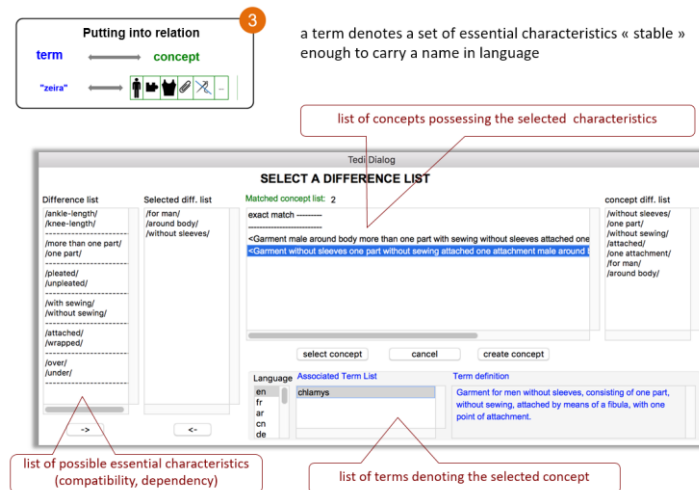 3
Putting into relation
term
concept
"zeira"
...
a term denotes a set of essential characteristics « stable »
enough to carry a name in language
list of concepts possessing the selected characteristics
Tedi Dialog
SELECT A DIFFERENCE LIST
Difference list
/ankle-length/
/knee-length/
/more than one part/
/one part/
/pleated/
/unpleated/
/with sewing/
/without sewing/
/attached/
/wrapped/
/over/
/under/
->
Selected diff. list
/for man/
/around body/
/without sleeves/
<-
Matched concept list: 2
exact match ---------
-------------------------
<Garment male around body more than one part with sewing without sleeves attached one
<Garment without sleeves one part without sewing attached one attachment male around
select concept
cancel
create concept
concept diff. list
/without sleeves/
/one part/
/without sewing/
/attached/
/one attachment/
/for man/
/around body/
Language
en
fr
ar
cn
de
Associated Term List
chlamys
Term definition
Garment for men without sleeves, consisting of one part,
without sewing, attached by means of a fibula, with one
point of attachment.
list of possible essential characteristics
(compatibility, dependency)
list of terms denoting the selected concept